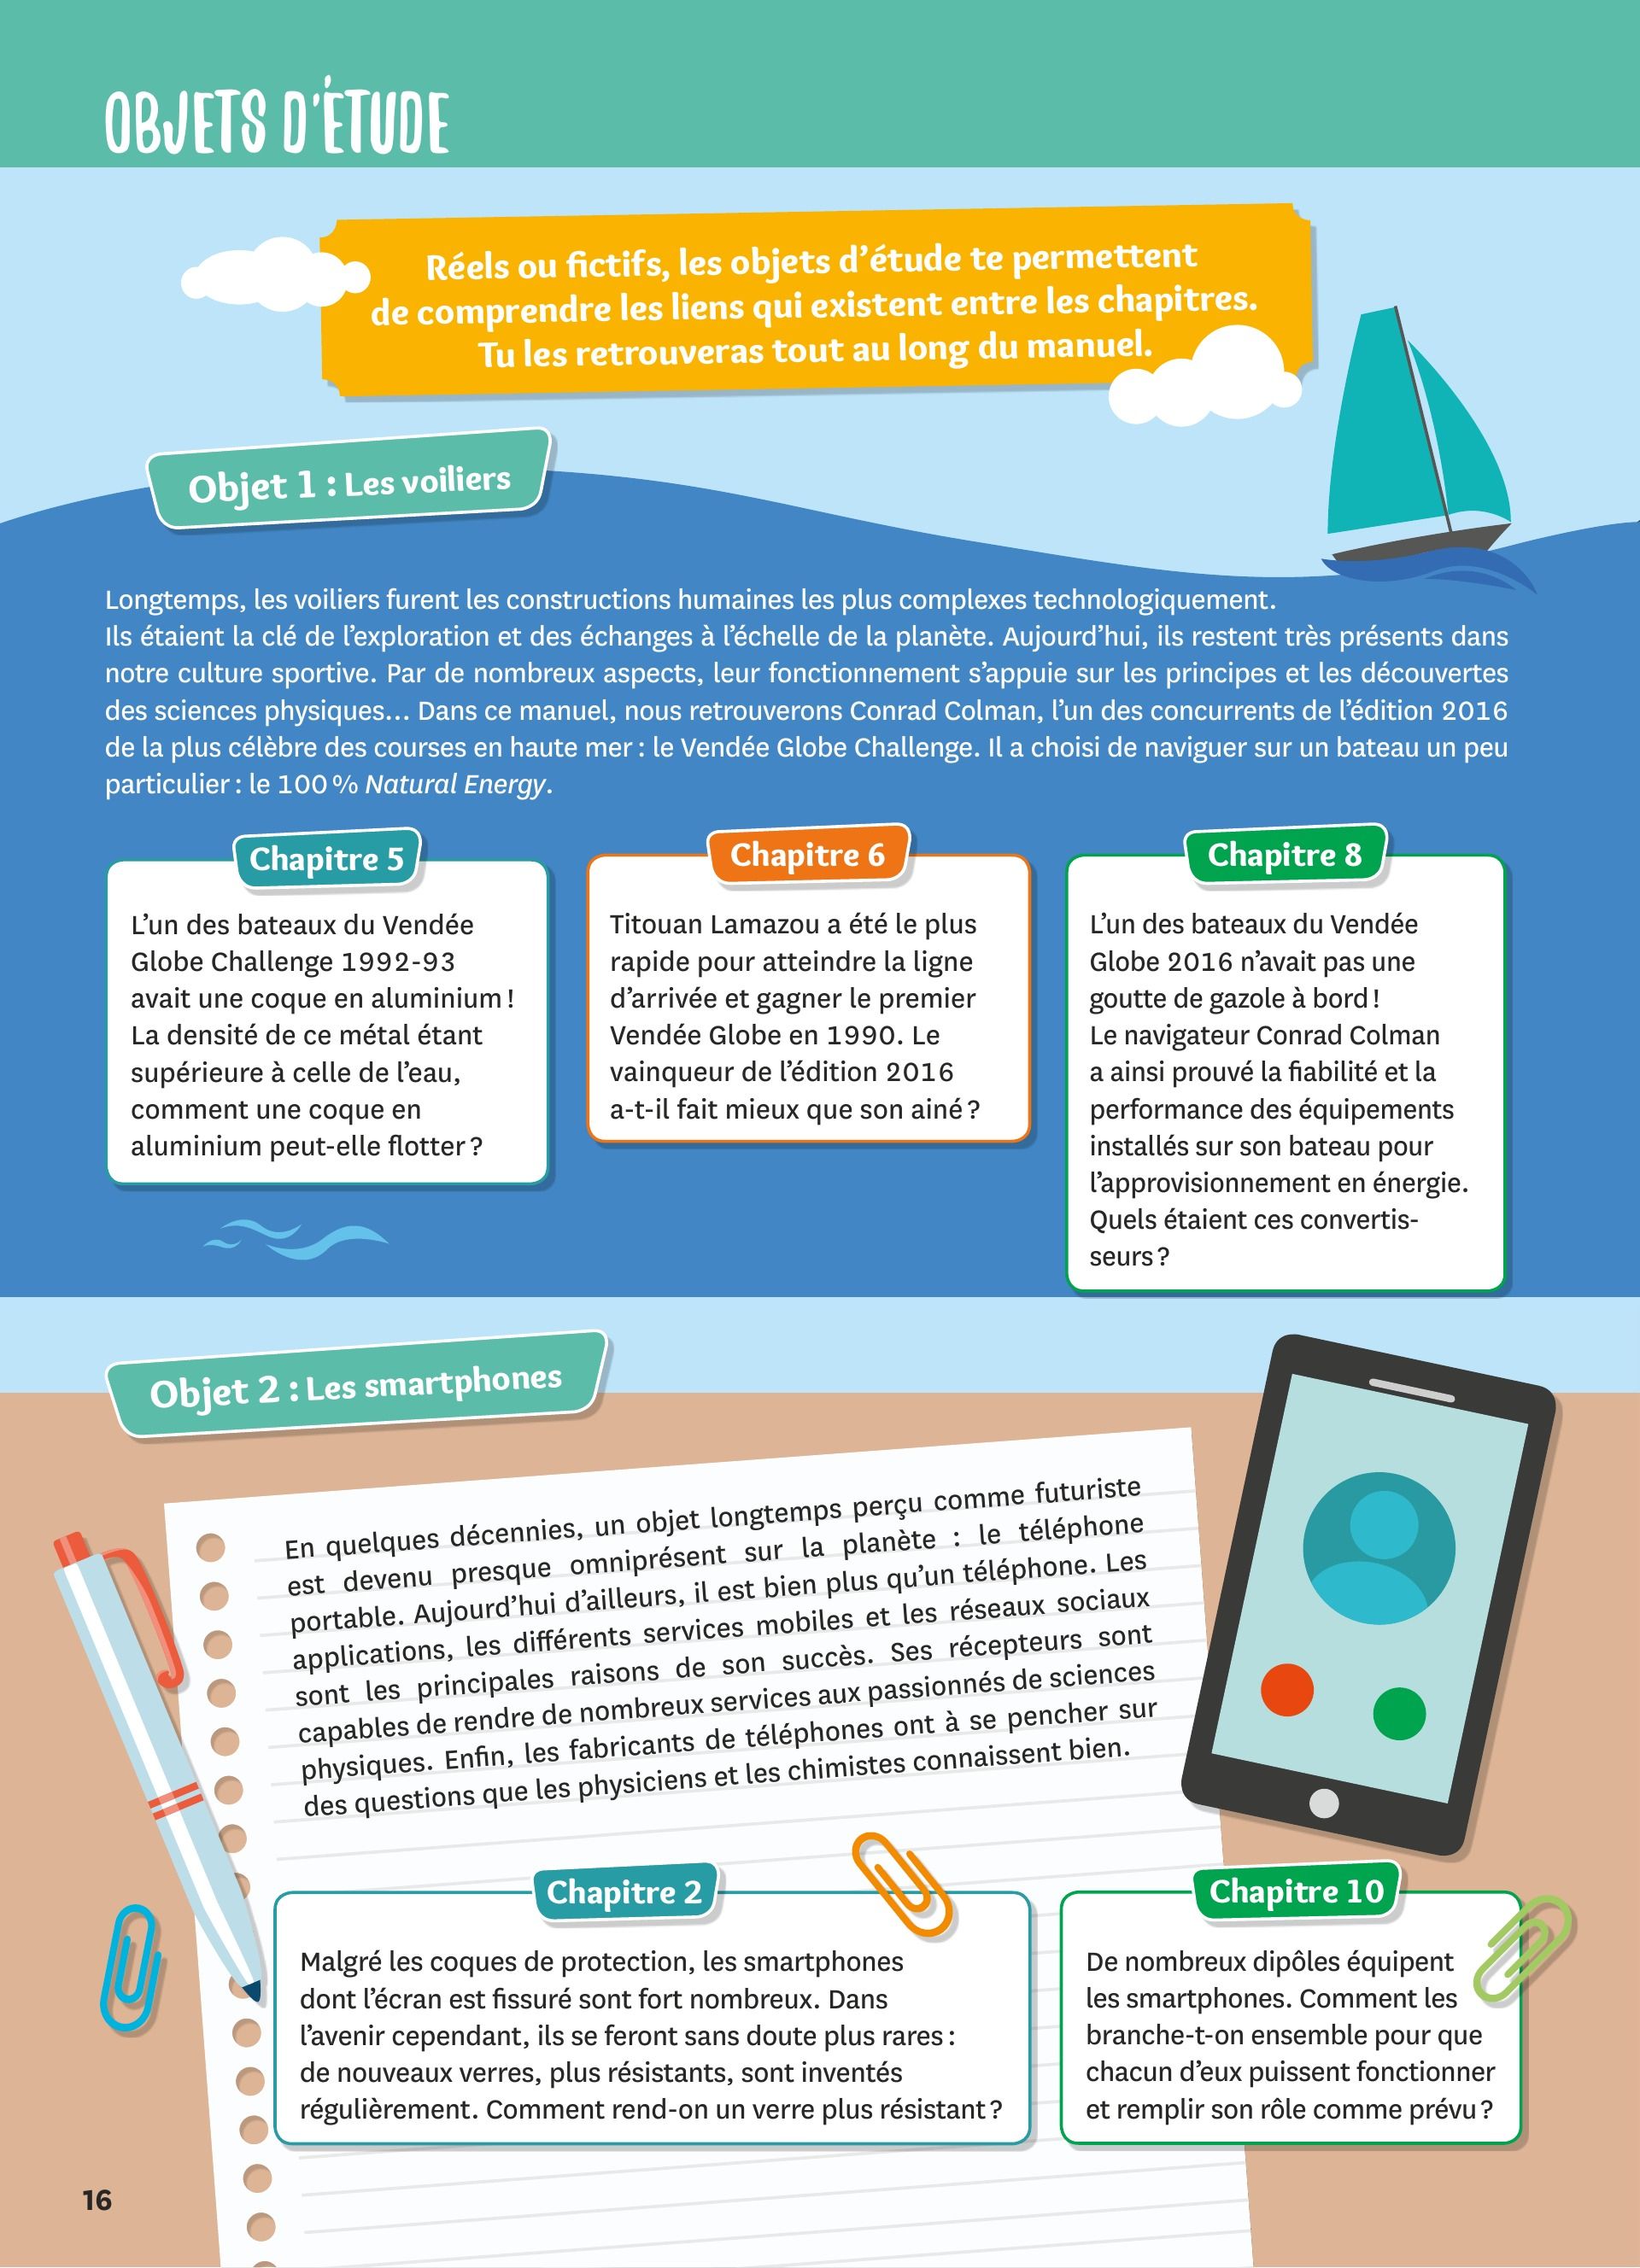 OBJETS D'ÉTUDE
Réels ou fictifs, les objets d'étude te permettent
de comprendre les liens qui existent entre les chapitres.
Tu les retrouveras tout au long du manuel.
Objet 1 : Les voiliers
Longtemps, les voiliers furent les constructions humaines les plus complexes technologiquement.
Ils étaient la clé de l'exploration et des échanges à l'échelle de la planète. Aujourd'hui, ils restent très présents dans
notre culture sportive. Par de nombreux aspects, leur fonctionnement s'appuie sur les principes et les découvertes
des sciences physiques... Dans ce manuel, nous retrouverons Conrad Colman, l'un des concurrents de l'édition 2016
de la plus célèbre des courses en haute mer : le Vendée Globe Challenge. Il a choisi de naviguer sur un bateau un peu
particulier : le 100 % Natural Energy.
Chapitre 5
L'un des bateaux du Vendée
Globe Challenge 1992-93
avait une coque en aluminium !
La densité de ce métal étant
supérieure à celle de l'eau,
comment une coque en
aluminium peut-elle flotter ?
Chapitre 6
Titouan Lamazou a été le plus
rapide pour atteindre la ligne
d'arrivée et gagner le premier
Vendée Globe en 1990. Le
vainqueur de l'édition 2016
a-t-il fait mieux que son ainé ?
Chapitre 8
L'un des bateaux du Vendée
Globe 2016 n'avait pas une
goutte de gazole à bord !
Le navigateur Conrad Colman
a ainsi prouvé la fiabilité et la
performance des équipements
installés sur son bateau pour
l'approvisionnement en énergie.
Quels étaient ces convertis-
seurs ?
Objet 2 : Les smartphones
En quelques décennies, un objet longtemps perçu comme futuriste
est devenu presque omniprésent sur la planète : le téléphone
portable. Aujourd'hui d'ailleurs, il est bien plus qu'un téléphone. Les
applications, les différents services mobiles et les réseaux sociaux
sont les principales raisons de son succès. Ses récepteurs sont
capables de rendre de nombreux services aux passionnés de sciences
physiques. Enfin, les fabricants de téléphones ont à se pencher sur
des questions que les physiciens et les chimistes connaissent bien.
Chapitre 2
Malgré les coques de protection, les smartphones
dont l'écran est fissuré sont fort nombreux. Dans
l'avenir cependant, ils se feront sans doute plus rares :
de nouveaux verres, plus résistants, sont inventés
régulièrement. Comment rend-on un verre plus résistant ?
Chapitre 10
De nombreux dipôles équipent
les smartphones. Comment les
branche-t-on ensemble pour que
chacun d'eux puissent fonctionner
et remplir son rôle comme prévu ?
16